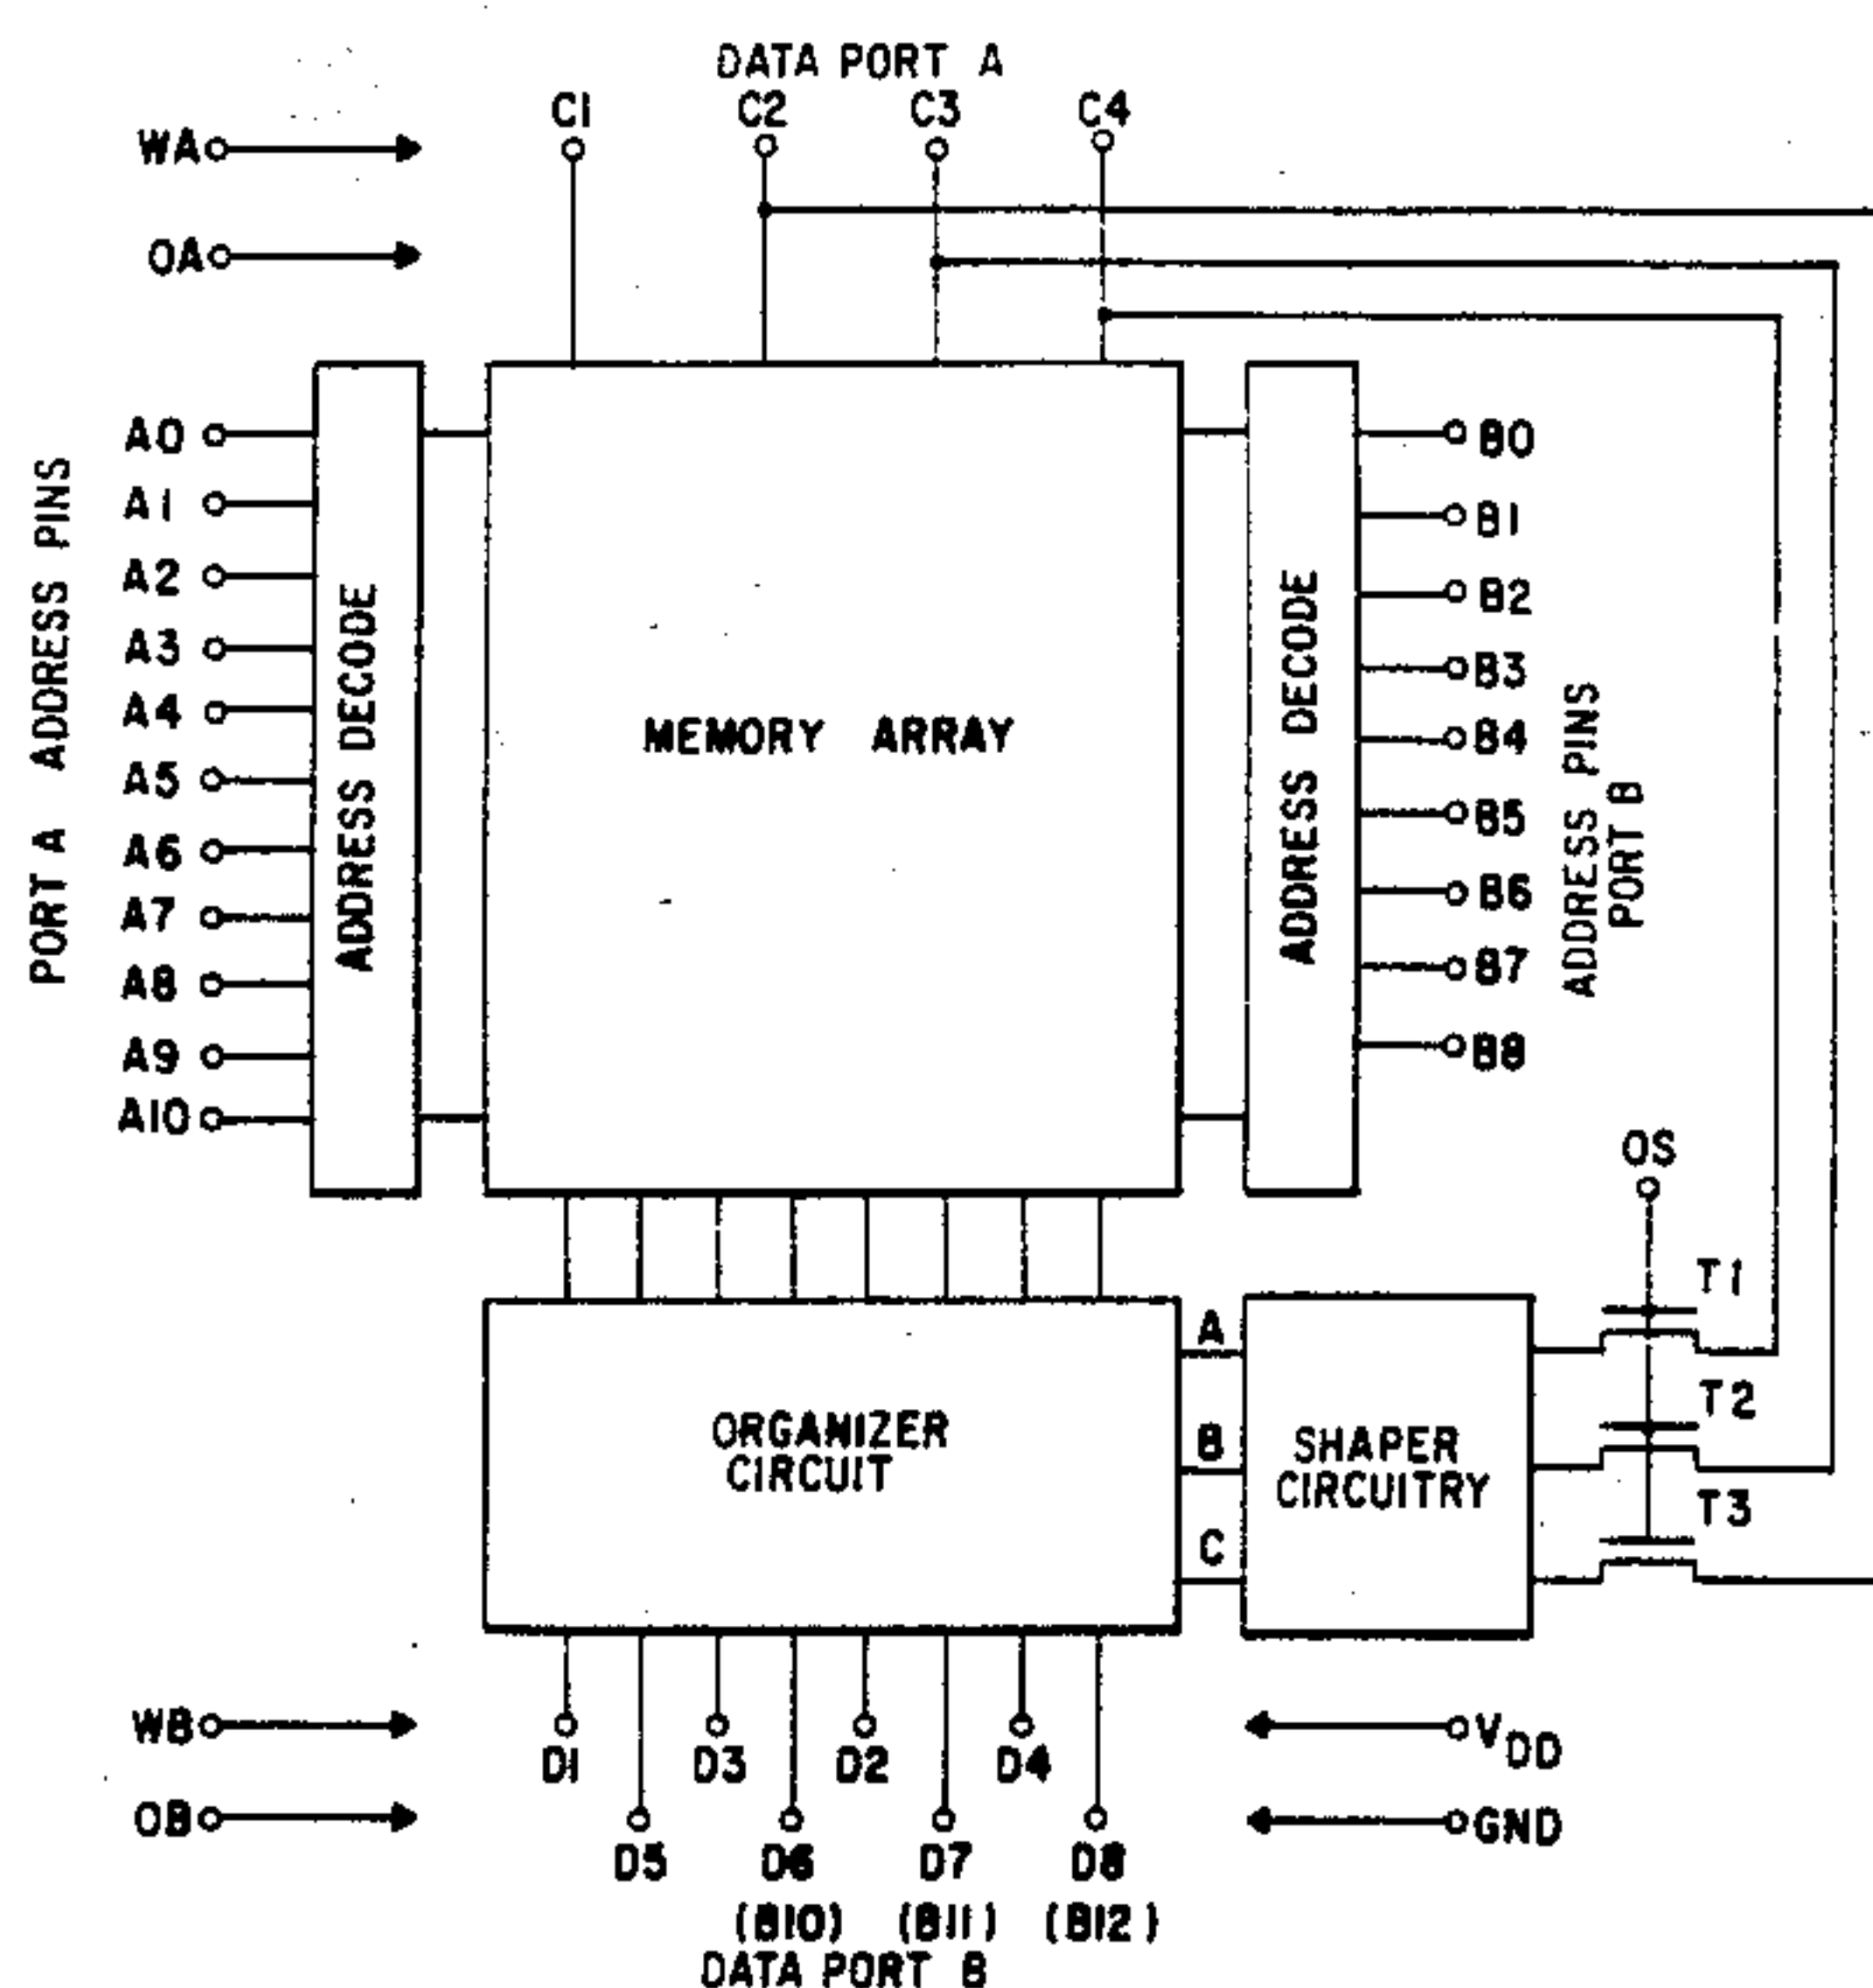 DATA PORT A
C1
C2
C3
C4
WA
OA
PORT A ADDRESS PINS
A0
A1
A2
A3
A4
A5
A6
A7
A8
A9
A10
ADDRESS DECODE
MEMORY ARRAY
ADDRESS DECODE
B0
B1
B2
B3
B4
B5
B6
B7
B8
ADDRESS PINS
PORT B
OS
T1
T2
T3
A
B
C
ORGANIZER
CIRCUIT
SHAPER
CIRCUITRY
WB
OB
D1
D3
D2
D4
D5
D6
D7
D8
(B10)
(B11)
(B12)
DATA PORT B
VDD
GND